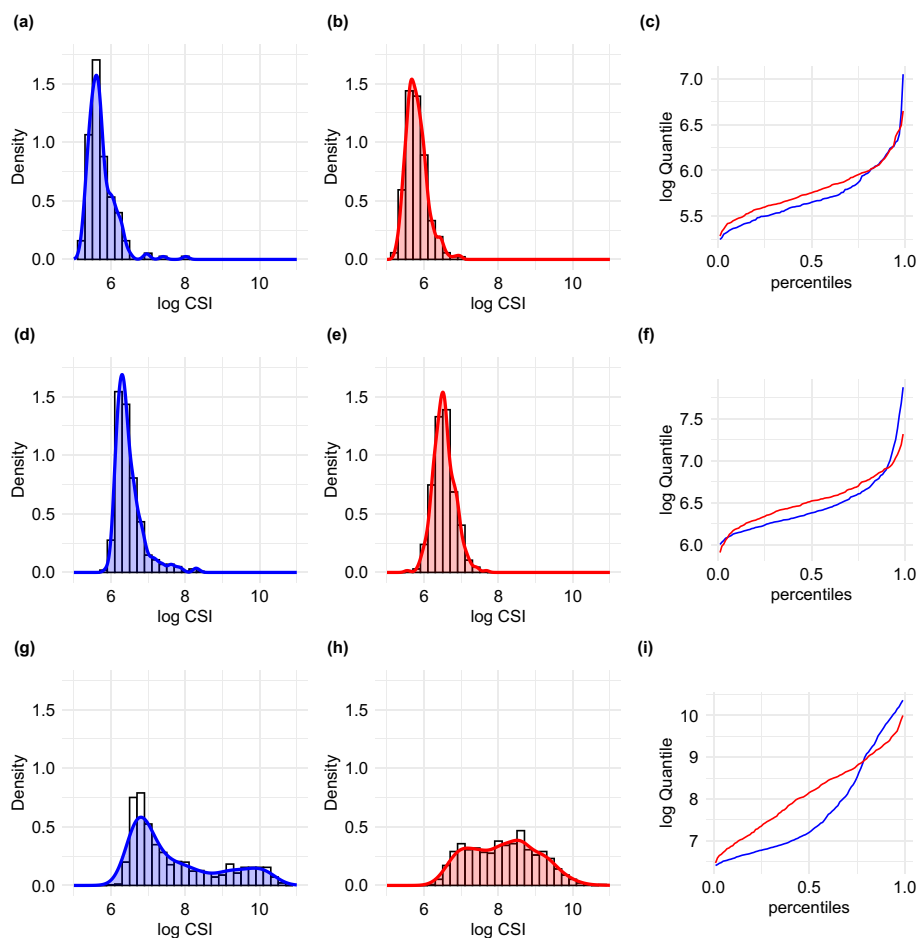 (a)
(b)
(c)
1.5
1.0
0.5
0.0
Density
6 8 10
log CSI
1.5
1.0
0.5
0.0
Density
6 8 10
log CSI
7.0
6.5
6.0
5.5
log Quantile
0.0 0.5 1.0
percentiles
(d)
(e)
(f)
1.5
1.0
0.5
0.0
Density
6 8 10
log CSI
1.5
1.0
0.5
0.0
Density
6 8 10
log CSI
7.5
7.0
6.5
6.0
log Quantile
0.0 0.5 1.0
percentiles
(g)
(h)
(i)
1.5
1.0
0.5
0.0
Density
6 8 10
log CSI
1.5
1.0
0.5
0.0
Density
6 8 10
log CSI
10
9
8
7
log Quantile
0.0 0.5 1.0
percentiles